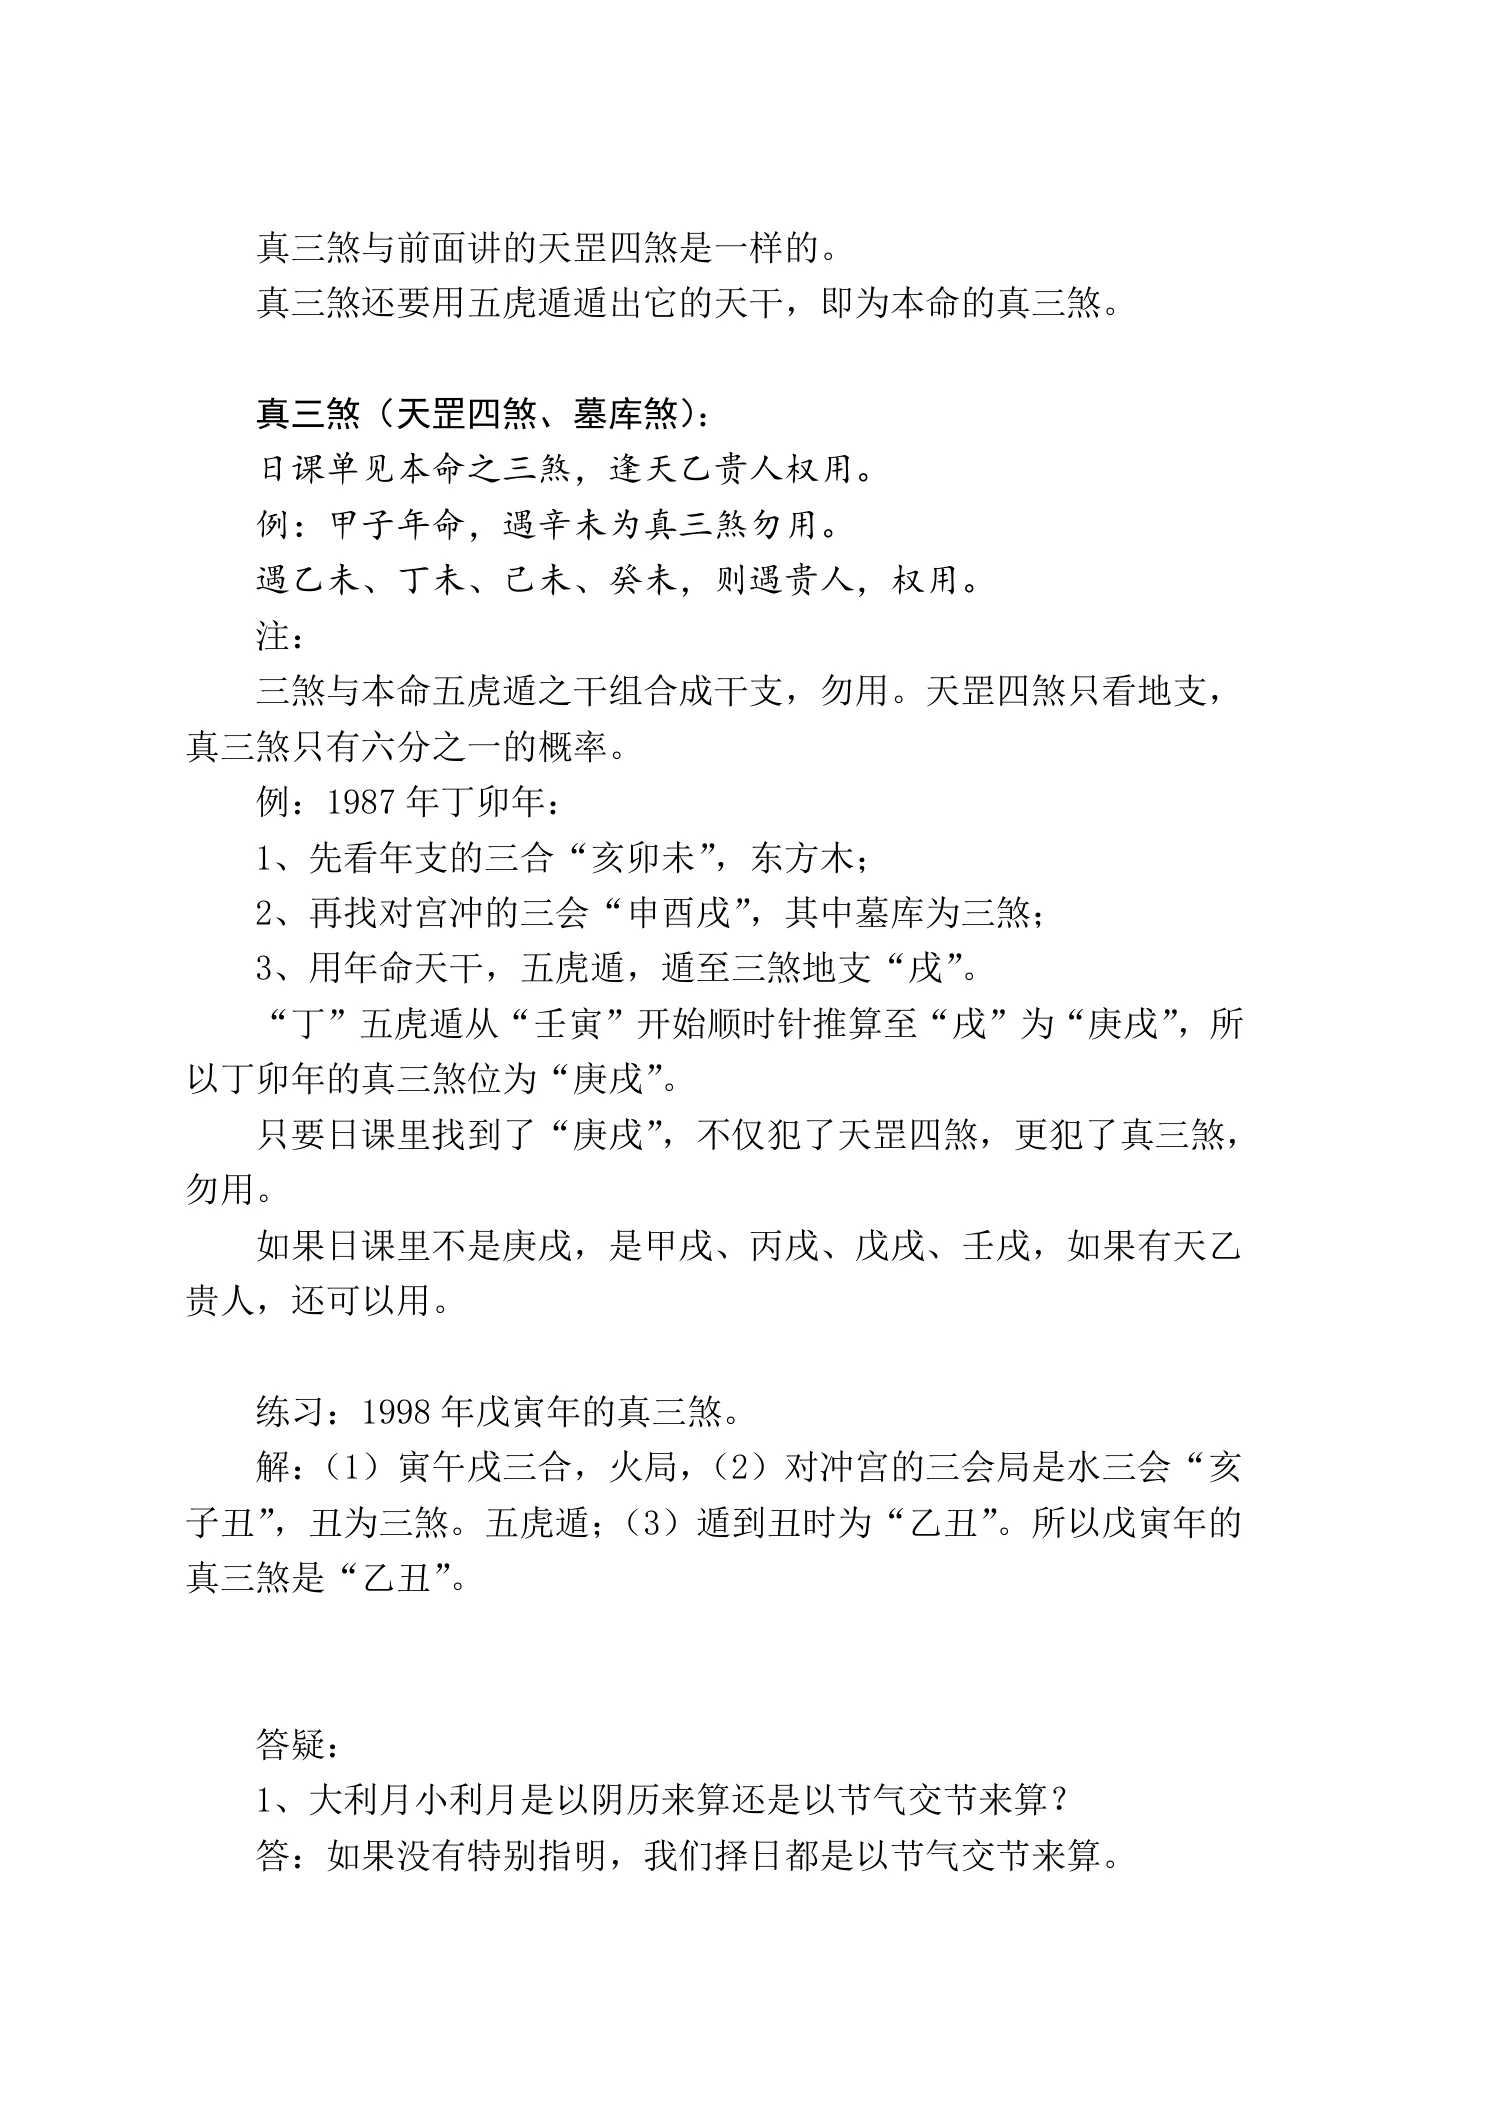 真三煞与前面讲的天罡四煞是一样的。
真三煞还要用五虎遁遁出它的天干，即为本命的真三煞。
真三煞（天罡四煞、墓库煞）：
日课单见本命之三煞，逢天乙贵人权用。
例：甲子年命，遇辛未为真三煞勿用。
遇乙未、丁未、己未、癸未，则遇贵人，权用。
注：
三煞与本命五虎遁之干组合成干支，勿用。天罡四煞只看地支，
真三煞只有六分之一的概率。
例：1987 年丁卯年：
1、先看年支的三合“亥卯未”，东方木；
2、再找对宫冲的三会“申酉戌”，其中墓库为三煞；
3、用年命天干，五虎遁，遁至三煞地支“戌”。
“丁”五虎遁从“壬寅”开始顺时针推算至“戌”为“庚戌”，所
以丁卯年的真三煞位为“庚戌”。
只要日课里找到了“庚戌”，不仅犯了天罡四煞，更犯了真三煞，
勿用。
如果日课里不是庚戌，是甲戌、丙戌、戊戌、壬戌，如果有天乙
贵人，还可以用。
练习：1998 年戊寅年的真三煞。
解：（1）寅午戌三合，火局，（2）对冲宫的三会局是水三会“亥
子丑”，丑为三煞。五虎遁；（3）遁到丑时为“乙丑”。所以戊寅年的
真三煞是“乙丑”。
答疑：
1、大利月小利月是以阴历来算还是以节气交节来算？
答：如果没有特别指明，我们择日都是以节气交节来算。